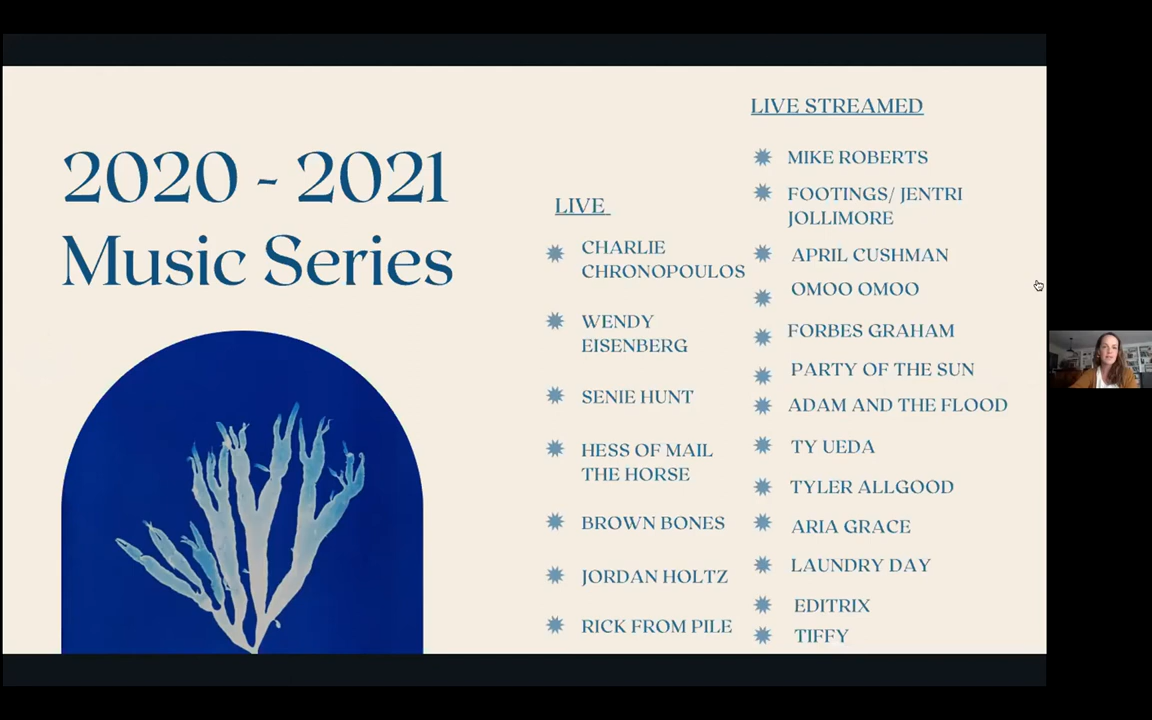 2020 - 2021
Music Series
LIVE
CHARLIE
CHRONOPOULOS
WENDY
EISENBERG
SENIE HUNT
HESS OF MAIL
THE HORSE
BROWN BONES
JORDAN HOLTZ
RICK FROM PILE
LIVE STREAMED
MIKE ROBERTS
FOOTINGS/ JENTRI
JOLLIMORE
APRIL CUSHMAN
OMOO OMOO
FORBES GRAHAM
PARTY OF THE SUN
ADAM AND THE FLOOD
TY UEDA
TYLER ALLGOOD
ARIA GRACE
LAUNDRY DAY
EDITRIX
TIFFY